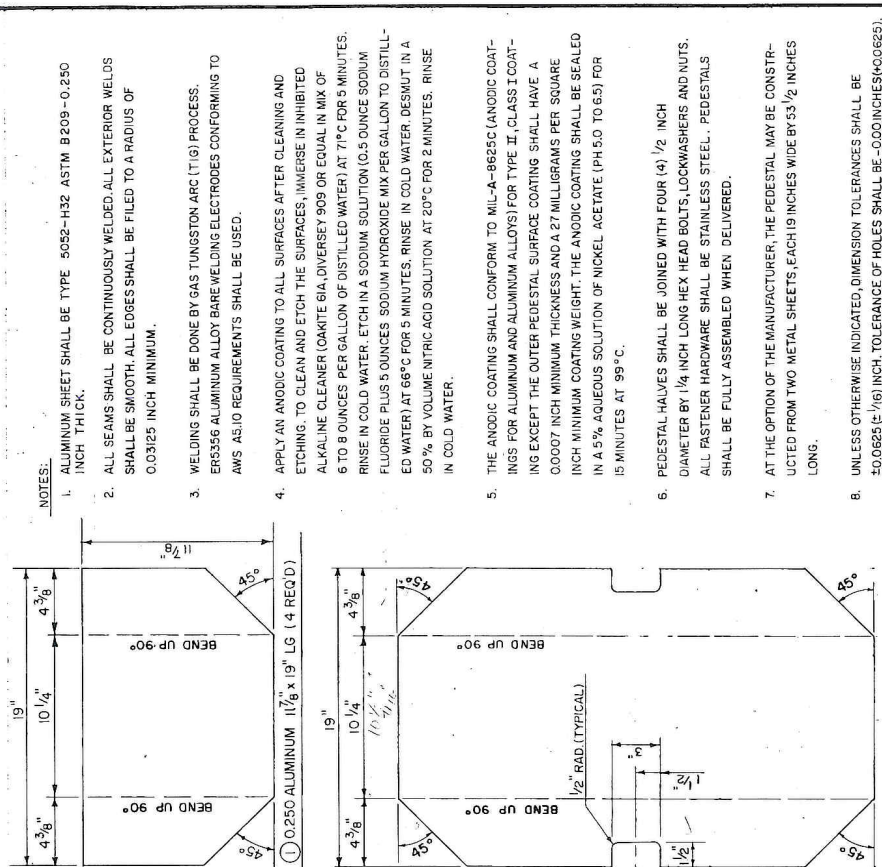 NOTES:
1. ALUMINUM SHEET SHALL BE TYPE 5052-H32 ASTM B209-0.250
INCH THICK.
2. ALL SEAMS SHALL BE CONTINUOUSLY WELDED. ALL EXTERIOR WELDS
SHALL BE SMOOTH. ALL EDGES SHALL BE FILED TO A RADIUS OF
0.03125 INCH MINIMUM.
3. WELDING SHALL BE DONE BY GAS TUNGSTON ARC (TIG) PROCESS.
ER5356 ALUMINUM ALLOY BARE WELDING ELECTRODES CONFORMING TO
AWS A5.10 REQUIREMENTS SHALL BE USED.
4. APPLY AN ANODIC COATING TO ALL SURFACES AFTER CLEANING AND
ETCHING. TO CLEAN AND ETCH THE SURFACES, IMMERSE IN INHIBITED
ALKALINE CLEANER (OAKITE 61A, DIVERSEY 909 OR EQUAL IN MIX OF
6 TO 8 OUNCES PER GALLON OF DISTILLED WATER) AT 71°C FOR 5 MINUTES.
RINSE IN COLD WATER. ETCH IN A SODIUM SOLUTION (0.5 OUNCE SODIUM
FLUORIDE PLUS 5 OUNCES SODIUM HYDROXIDE MIX PER GALLON TO DISTILL-
ED WATER) AT 66°C FOR 5 MINUTES. RINSE IN COLD WATER. DESMUT IN A
50 % BY VOLUME NITRIC ACID SOLUTION AT 20°C FOR 2 MINUTES. RINSE
IN COLD WATER.
5. THE ANODIC COATING SHALL CONFORM TO MIL-A-8625C (ANODIC COAT-
INGS FOR ALUMINUM AND ALUMINUM ALLOYS) FOR TYPE II, CLASS I COAT-
ING EXCEPT THE OUTER PEDESTAL SURFACE COATING SHALL HAVE A
0.0007 INCH MINIMUM THICKNESS AND A 27 MILLIGRAMS PER SQUARE
INCH MINIMUM COATING WEIGHT. THE ANODIC COATING SHALL BE SEALED
IN A 5% AQUEOUS SOLUTION OF NICKEL ACETATE (PH 5.0 TO 6.5) FOR
15 MINUTES AT 99°C.
6. PEDESTAL HALVES SHALL BE JOINED WITH FOUR (4) 1/2 INCH
DIAMETER BY 1 1/4 INCH LONG HEX HEAD BOLTS, LOCKWASHERS AND NUTS.
ALL FASTENER HARDWARE SHALL BE STAINLESS STEEL. PEDESTALS
SHALL BE FULLY ASSEMBLED WHEN DELIVERED.
7. AT THE OPTION OF THE MANUFACTURER, THE PEDESTAL MAY BE CONSTR-
UCTED FROM TWO METAL SHEETS, EACH 19 INCHES WIDE BY 53 1/2 INCHES
LONG.
8. UNLESS OTHERWISE INDICATED, DIMENSION TOLERANCES SHALL BE
±0.0625 (± 1/16) INCH. TOLERANCE OF HOLES SHALL BE -0.00 INCHES (+0.0625).
19"
4 3/8"
10 1/4"
4 3/8"
11 7/8"
BEND UP 90°
BEND UP 90°
45°
45°
1 0.250 ALUMINUM 11 7/8 x 19" LG (4 REQ'D)
19"
4 3/8"
10 1/4"
4 3/8"
45°
45°
BEND UP 90°
BEND UP 90°
1/2" RAD. (TYPICAL)
3"
1 1/2"
1 1/2"
45°
45°